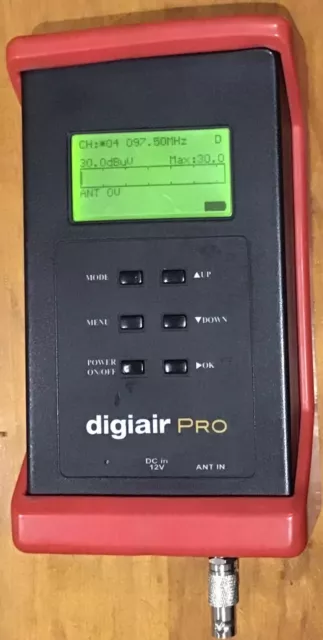 CH:*04 097.50MHz D
30.0dBµV Max:30.0
ANT 0V
MODE ▲UP
MENU ▼DOWN
POWER ON/OFF ▶OK
digiair PRO
DC in 12V ANT IN